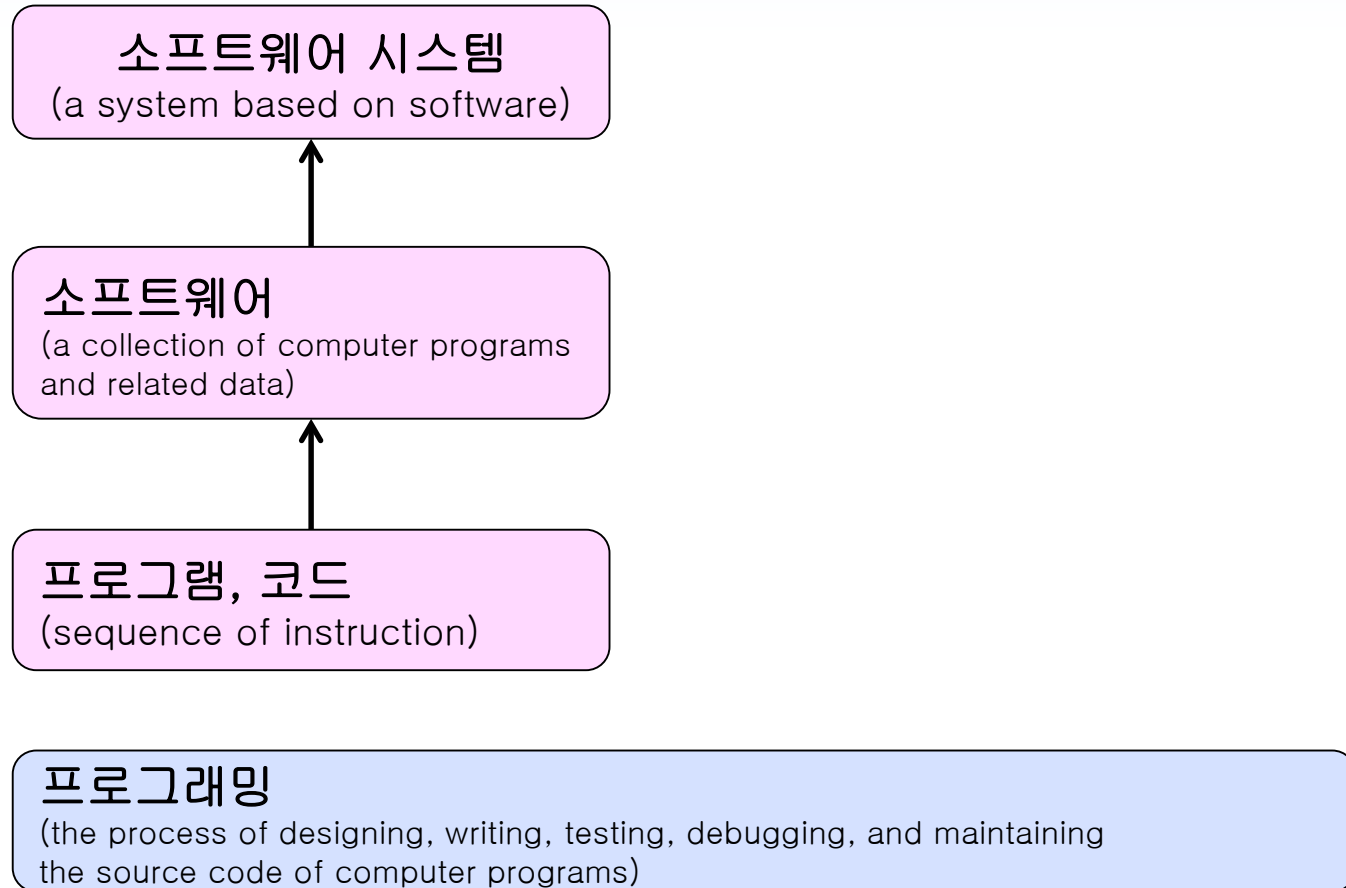 소프트웨어 시스템
(a system based on software)
소프트웨어
(a collection of computer programs
and related data)
프로그램, 코드
(sequence of instruction)
프로그래밍
(the process of designing, writing, testing, debugging, and maintaining
the source code of computer programs)